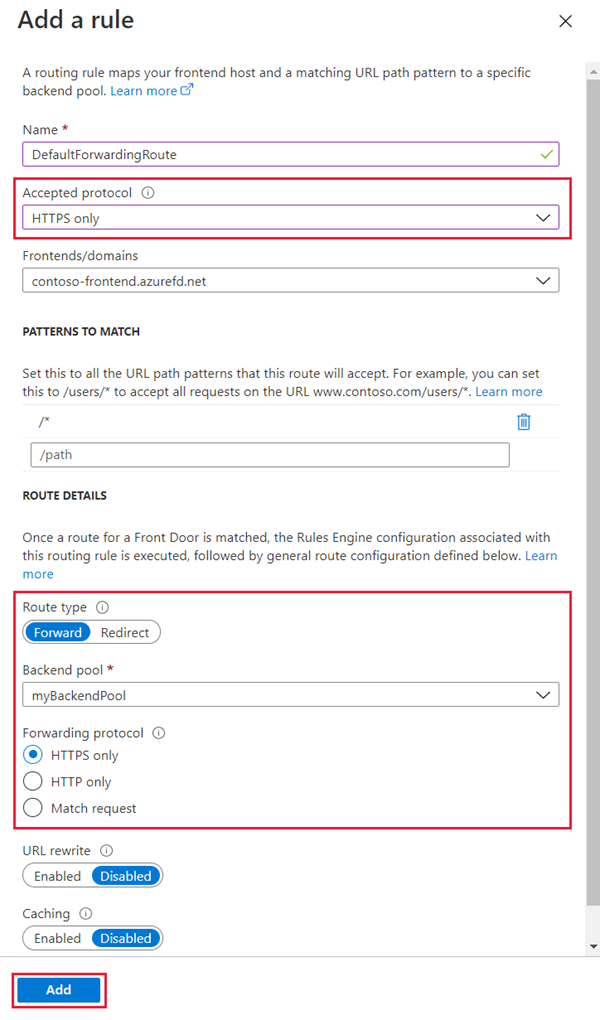 Add a rule
A routing rule maps your frontend host and a matching URL path pattern to a specific
backend pool. Learn more
Name *
DefaultForwardingRoute
Accepted protocol
HTTPS only
Frontends/domains
contoso-frontend.azurefd.net
PATTERNS TO MATCH
Set this to all the URL path patterns that this route will accept. For example, you can set
this to /users/* to accept all requests on the URL www.contoso.com/users/*. Learn more
/*
/path
ROUTE DETAILS
Once a route for a Front Door is matched, the Rules Engine configuration associated with
this routing rule is executed, followed by general route configuration defined below. Learn
more
Route type
Forward Redirect
Backend pool *
myBackendPool
Forwarding protocol
HTTPS only
HTTP only
Match request
URL rewrite
Enabled Disabled
Caching
Enabled Disabled
Add